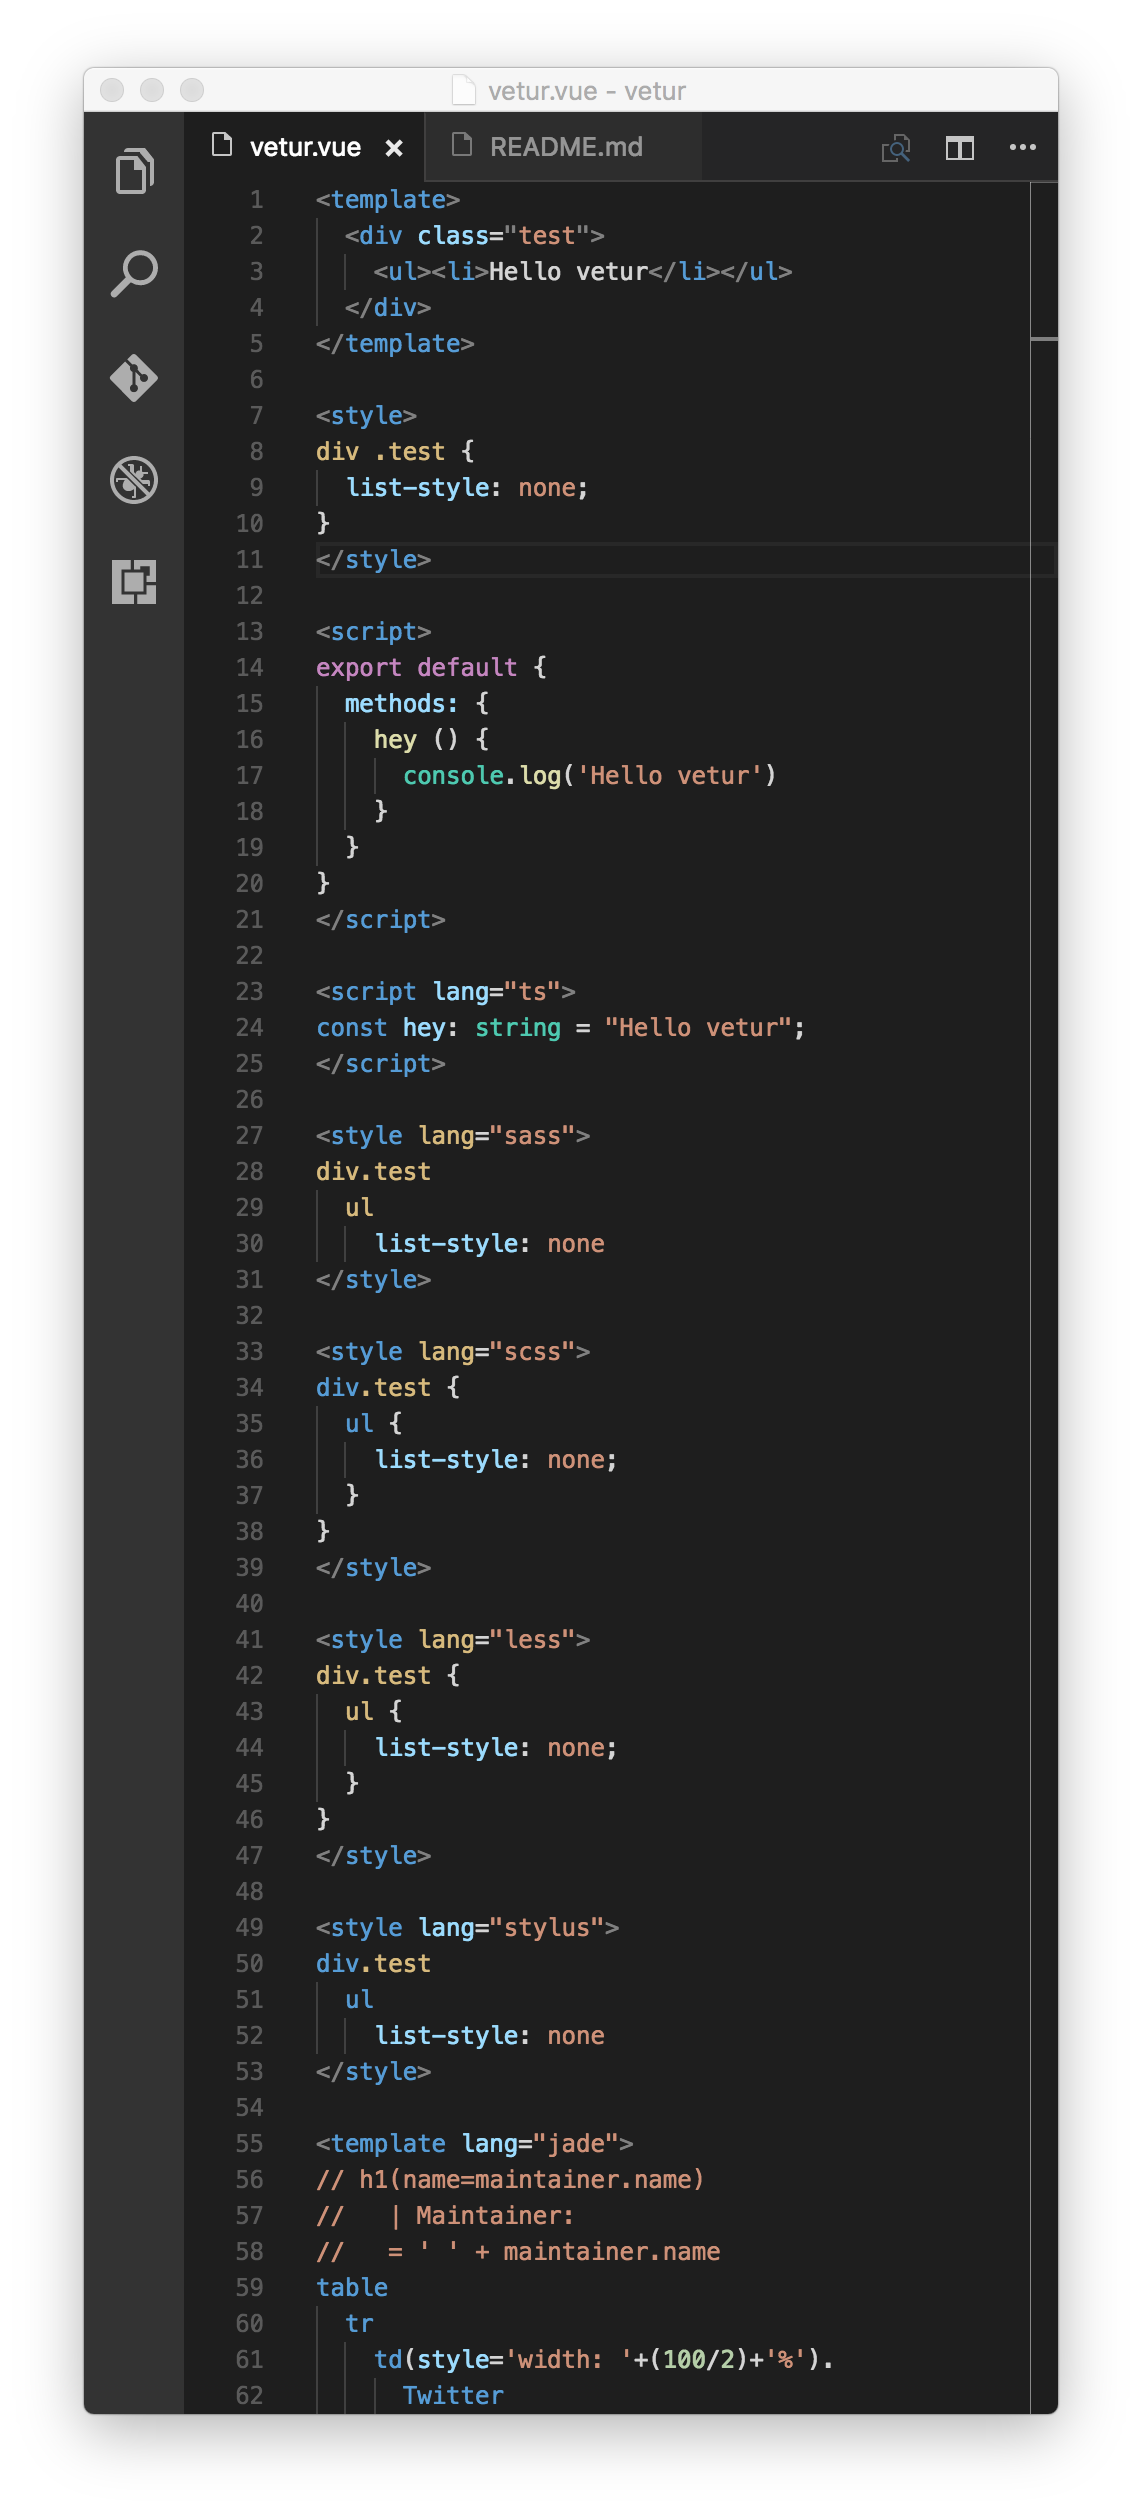 vetur.vue - vetur
vetur.vue README.md
1 <template>
2   <div class="test">
3     <ul><li>Hello vetur</li></ul>
4   </div>
5 </template>
6
7 <style>
8 div .test {
9   list-style: none;
10 }
11 </style>
12
13 <script>
14 export default {
15   methods: {
16     hey () {
17       console.log('Hello vetur')
18     }
19   }
20 }
21 </script>
22
23 <script lang="ts">
24 const hey: string = "Hello vetur";
25 </script>
26
27 <style lang="sass">
28 div.test
29   ul
30     list-style: none
31 </style>
32
33 <style lang="scss">
34 div.test {
35   ul {
36     list-style: none;
37   }
38 }
39 </style>
40
41 <style lang="less">
42 div.test {
43   ul {
44     list-style: none;
45   }
46 }
47 </style>
48
49 <style lang="stylus">
50 div.test
51   ul
52     list-style: none
53 </style>
54
55 <template lang="jade">
56 // h1(name=maintainer.name)
57 //   | Maintainer:
58 //   = ' ' + maintainer.name
59 table
60   tr
61     td(style='width: '+(100/2)+'%').
62       Twitter